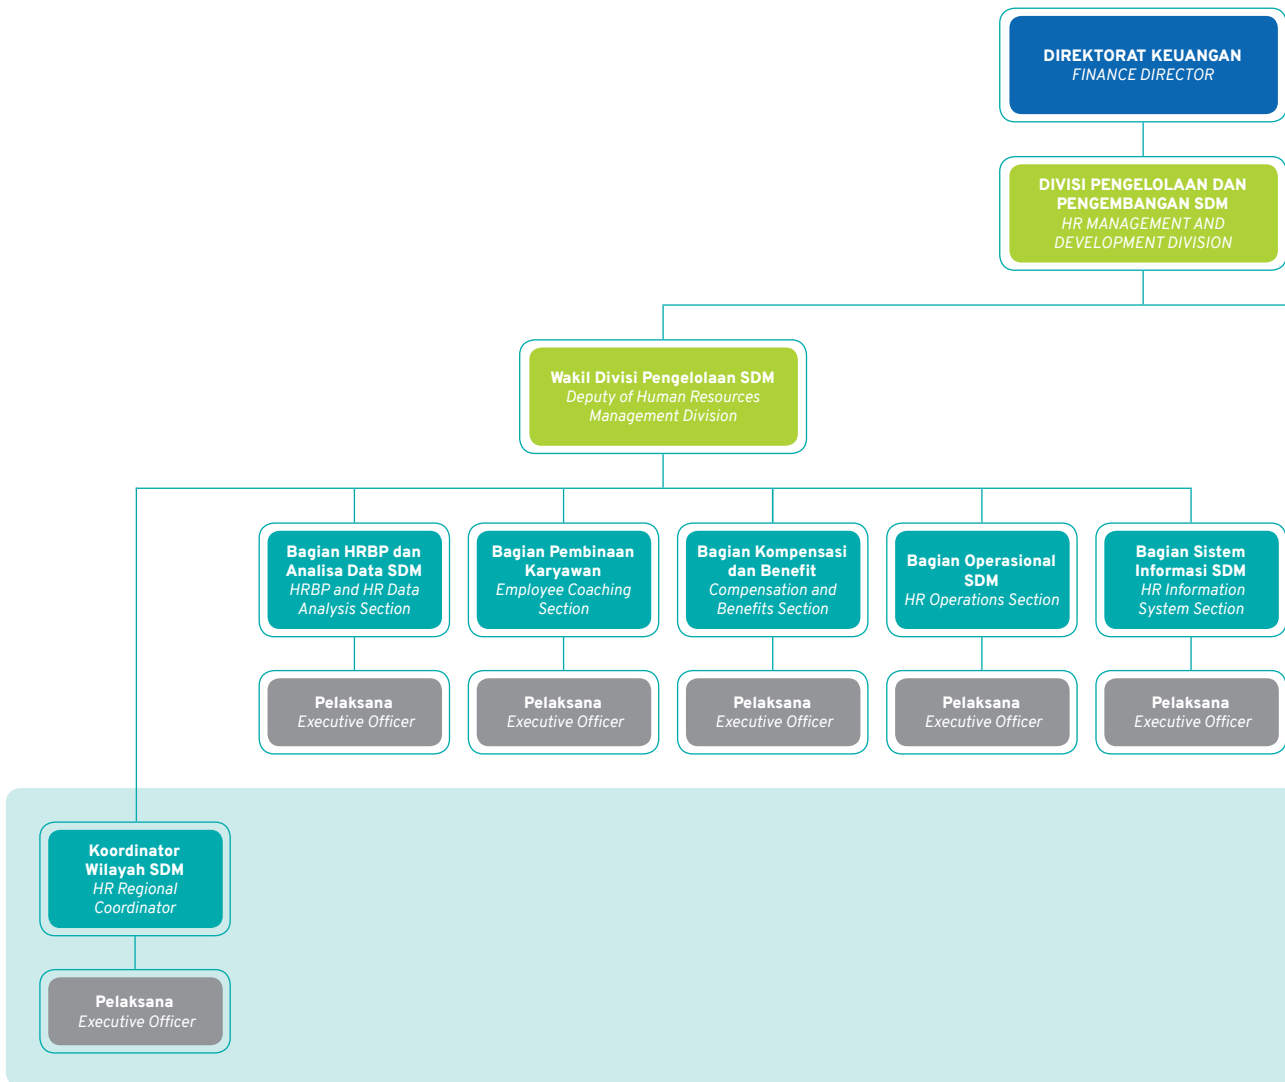 DIREKTORAT KEUANGAN
FINANCE DIRECTOR
DIVISI PENGELOLAAN DAN
PENGEMBANGAN SDM
HR MANAGEMENT AND
DEVELOPMENT DIVISION
Wakil Divisi Pengelolaan SDM
Deputy of Human Resources
Management Division
Bagian HRBP dan
Analisa Data SDM
HRBP and HR Data
Analysis Section
Bagian Pembinaan
Karyawan
Employee Coaching
Section
Bagian Kompensasi
dan Benefit
Compensation and
Benefits Section
Bagian Operasional
SDM
HR Operations Section
Bagian Sistem
Informasi SDM
HR Information
System Section
Pelaksana
Executive Officer
Pelaksana
Executive Officer
Pelaksana
Executive Officer
Pelaksana
Executive Officer
Pelaksana
Executive Officer
Koordinator
Wilayah SDM
HR Regional
Coordinator
Pelaksana
Executive Officer